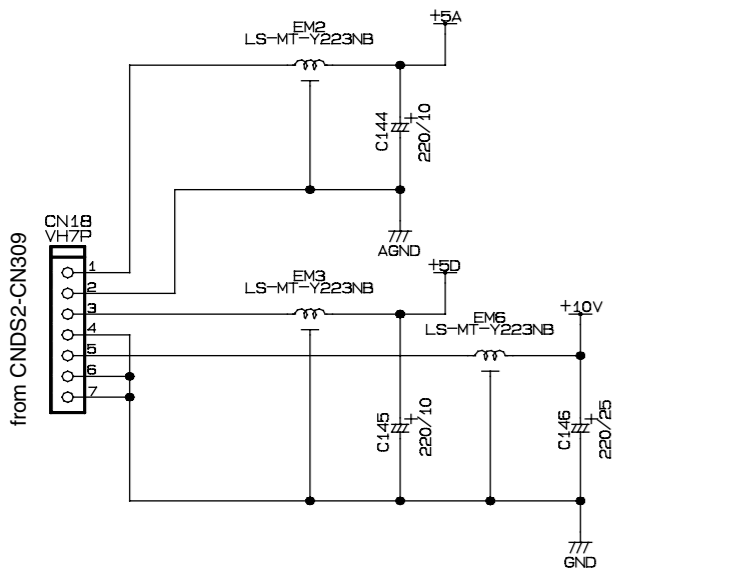 +5A
EM2
LS-MT-Y223NB
C144
+
220/10
AGND
from CNDS2-CN309
CN18
VH7P
1
2
3
4
5
6
7
+5D
EM3
LS-MT-Y223NB
C145
+
220/10
+10V
EM6
LS-MT-Y223NB
C146
+
220/25
GND